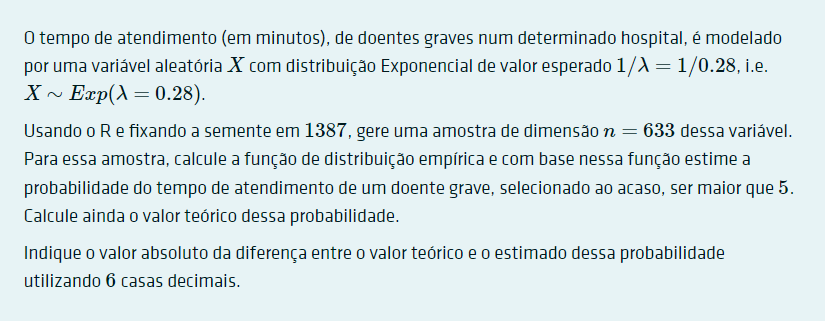 O tempo de atendimento (em minutos), de doentes graves num determinado hospital, é modelado
por uma variável aleatória X com distribuição Exponencial de valor esperado 1/λ = 1/0.28, i.e.
X ∼ Exp(λ = 0.28).
Usando o R e fixando a semente em 1387, gere uma amostra de dimensão n = 633 dessa variável.
Para essa amostra, calcule a função de distribuição empírica e com base nessa função estime a
probabilidade do tempo de atendimento de um doente grave, selecionado ao acaso, ser maior que 5.
Calcule ainda o valor teórico dessa probabilidade.
Indique o valor absoluto da diferença entre o valor teórico e o estimado dessa probabilidade
utilizando 6 casas decimais.